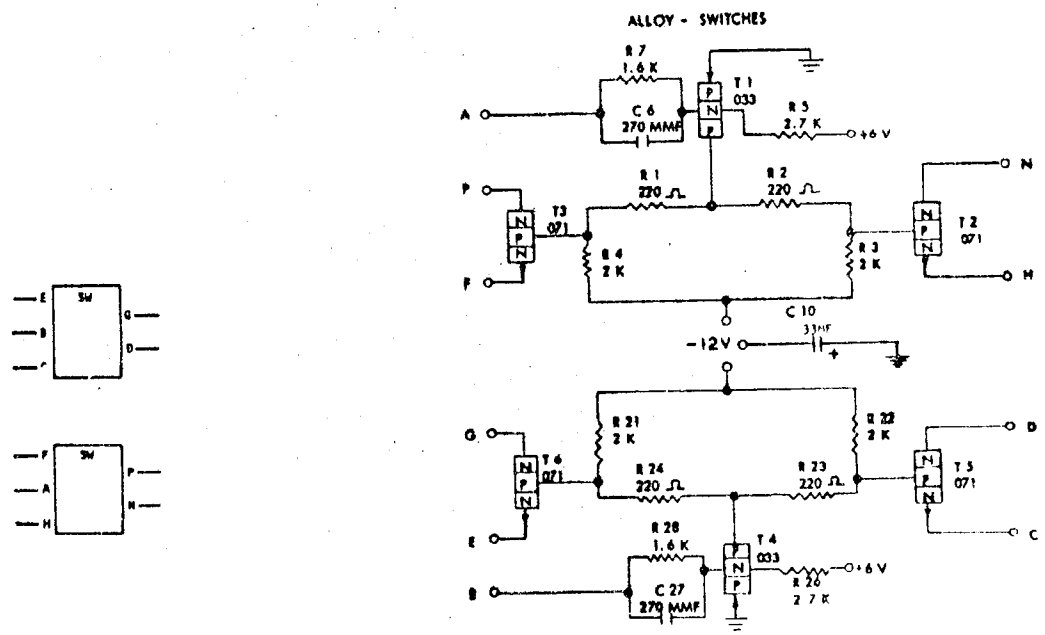 ALLOY - SWITCHES
R 7
1.6 K
T 1
033
C 6
270 MMF
R 5
2.7 K
+6 V
A
P
R 1
220 Ω
R 2
220 Ω
N
T3
071
T 2
071
R 4
2 K
R 3
2 K
F
H
C 10
33MF
-12V
+
E
SW
G
B
D
R 21
2 K
R 22
2 K
G
D
T 6
071
R 24
220 Ω
R 23
220 Ω
T 5
071
F
SW
P
A
N
H
R 28
1.6 K
T 4
033
E
C
C 27
270 MMF
R 26
2.7 K
+6 V
B
P
N
P
N
P
N
N
P
N
N
P
N
N
P
N
P
N
P